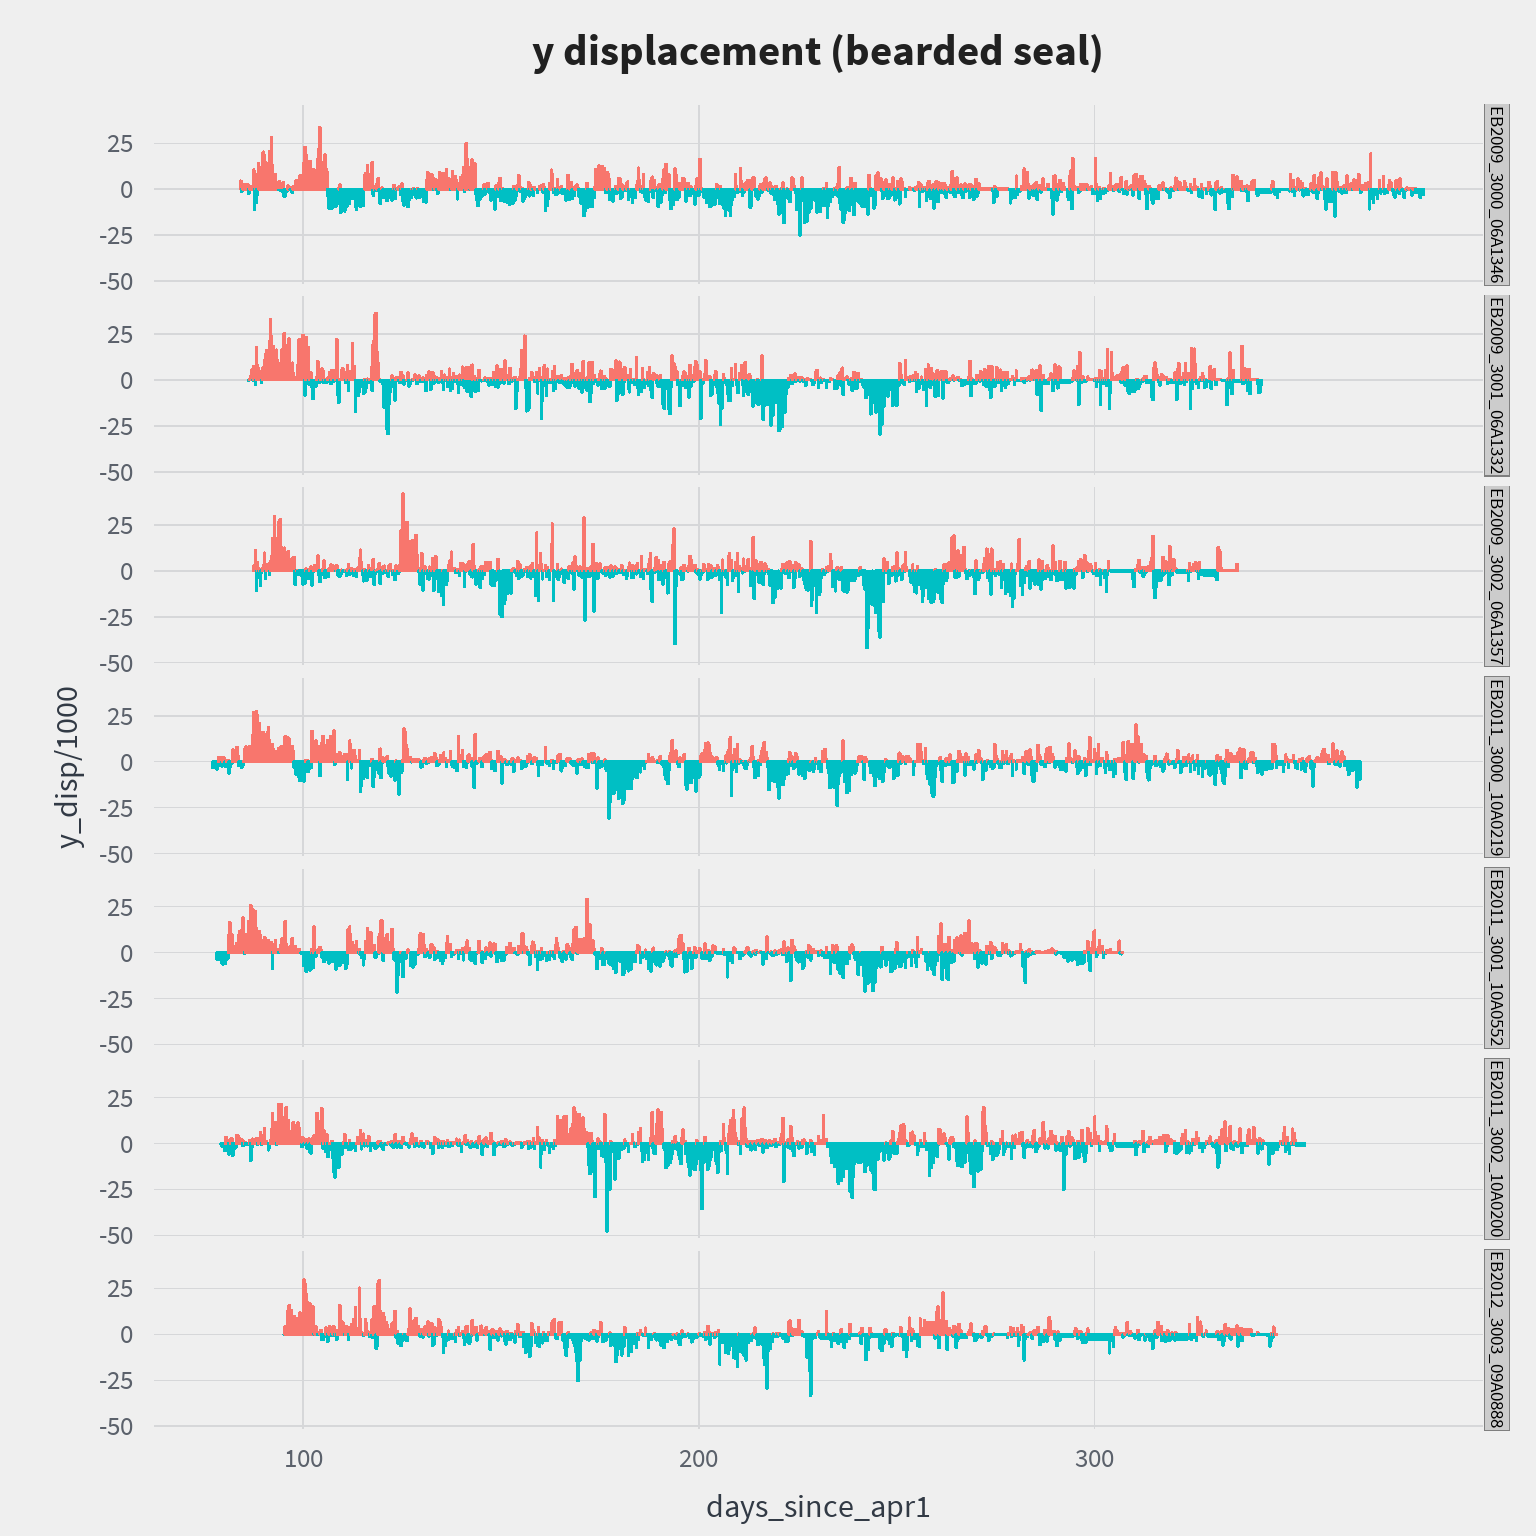 y displacement (bearded seal)
y_disp/1000
25
0
-25
-50
EB2009_3000_06A1346
25
0
-25
-50
EB2009_3001_06A1332
25
0
-25
-50
EB2009_3002_06A1357
25
0
-25
-50
EB2011_3000_10A0219
25
0
-25
-50
EB2011_3001_10A0552
25
0
-25
-50
EB2011_3002_10A0200
25
0
-25
-50
EB2012_3003_09A0888
100 200 300
days_since_apr1